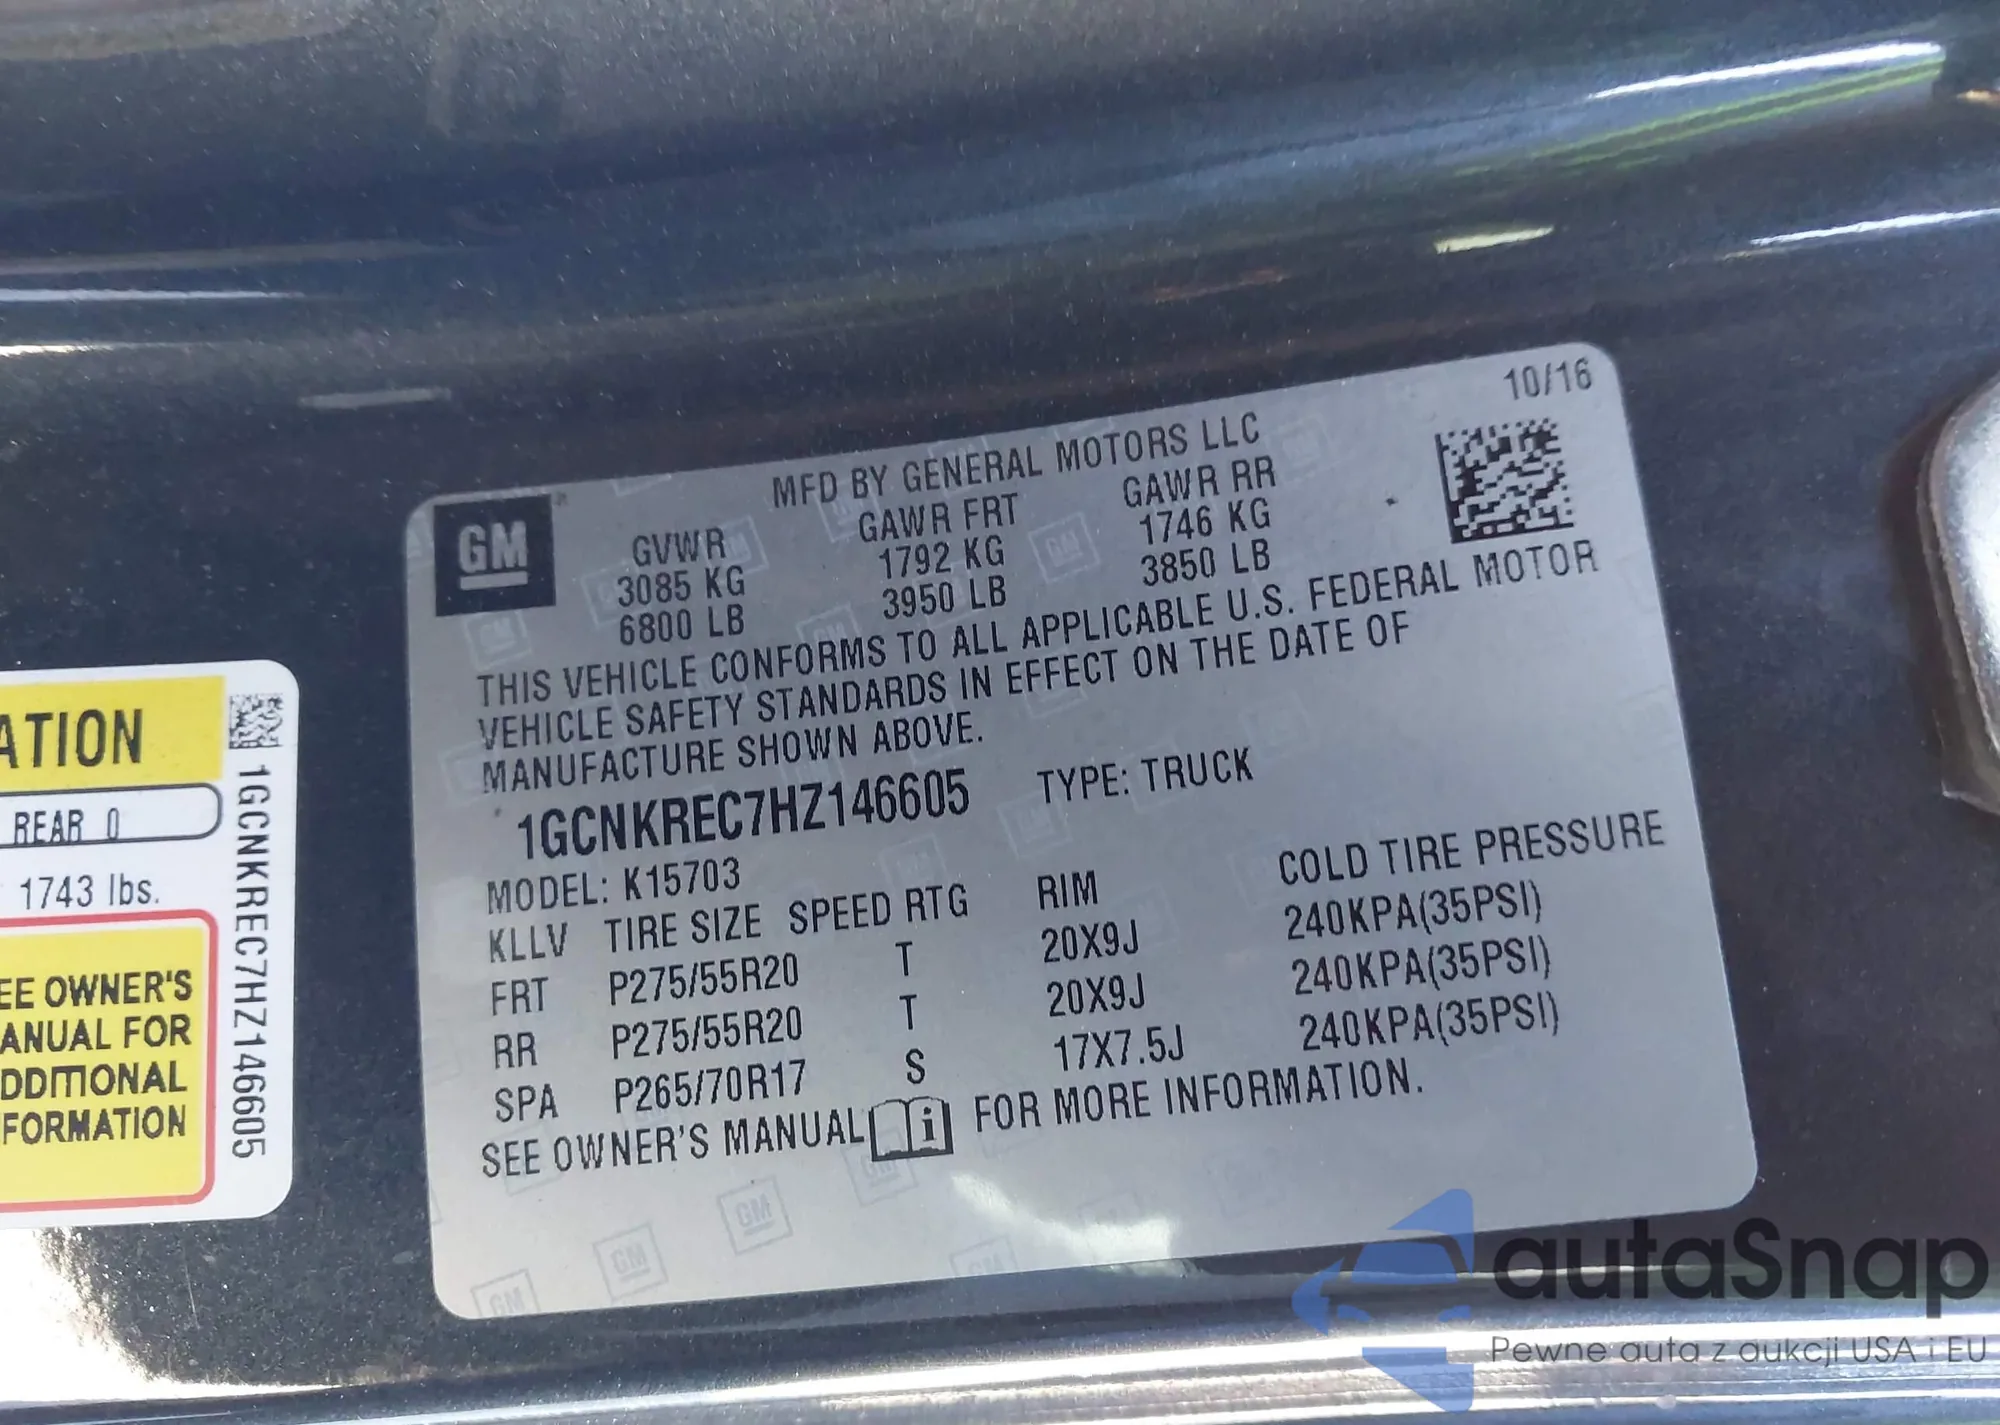 ATION
REAR 0
1743 lbs.
EE OWNER'S
ANUAL FOR
DDITIONAL
FORMATION
1GCNKREC7HZ146605
10/16
MFD BY GENERAL MOTORS LLC
GM
GVWR GAWR FRT GAWR RR
3085 KG 1792 KG 1746 KG
6800 LB 3950 LB 3850 LB
THIS VEHICLE CONFORMS TO ALL APPLICABLE U.S. FEDERAL MOTOR
VEHICLE SAFETY STANDARDS IN EFFECT ON THE DATE OF
MANUFACTURE SHOWN ABOVE.
1GCNKREC7HZ146605 TYPE: TRUCK
MODEL: K15703
KLLV TIRE SIZE SPEED RTG RIM COLD TIRE PRESSURE
FRT P275/55R20 T 20X9J 240KPA(35PSI)
RR P275/55R20 T 20X9J 240KPA(35PSI)
SPA P265/70R17 S 17X7.5J 240KPA(35PSI)
SEE OWNER'S MANUAL i FOR MORE INFORMATION.
autaSnap
Pewne auta z aukcji USA i EU